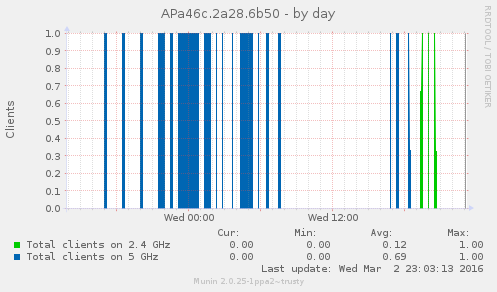 APa46c.2a28.6b50 - by day
RRDTOOL / TOBI OETIKER
Clients
1.0
0.9
0.8
0.7
0.6
0.5
0.4
0.3
0.2
0.1
0.0
Wed 00:00 Wed 12:00
Cur: Min: Avg: Max:
Total clients on 2.4 GHz 0.00 0.00 0.12 1.00
Total clients on 5 GHz 0.00 0.00 0.69 1.00
Last update: Wed Mar 2 23:03:13 2016
Munin 2.0.25-1ppa2~trusty